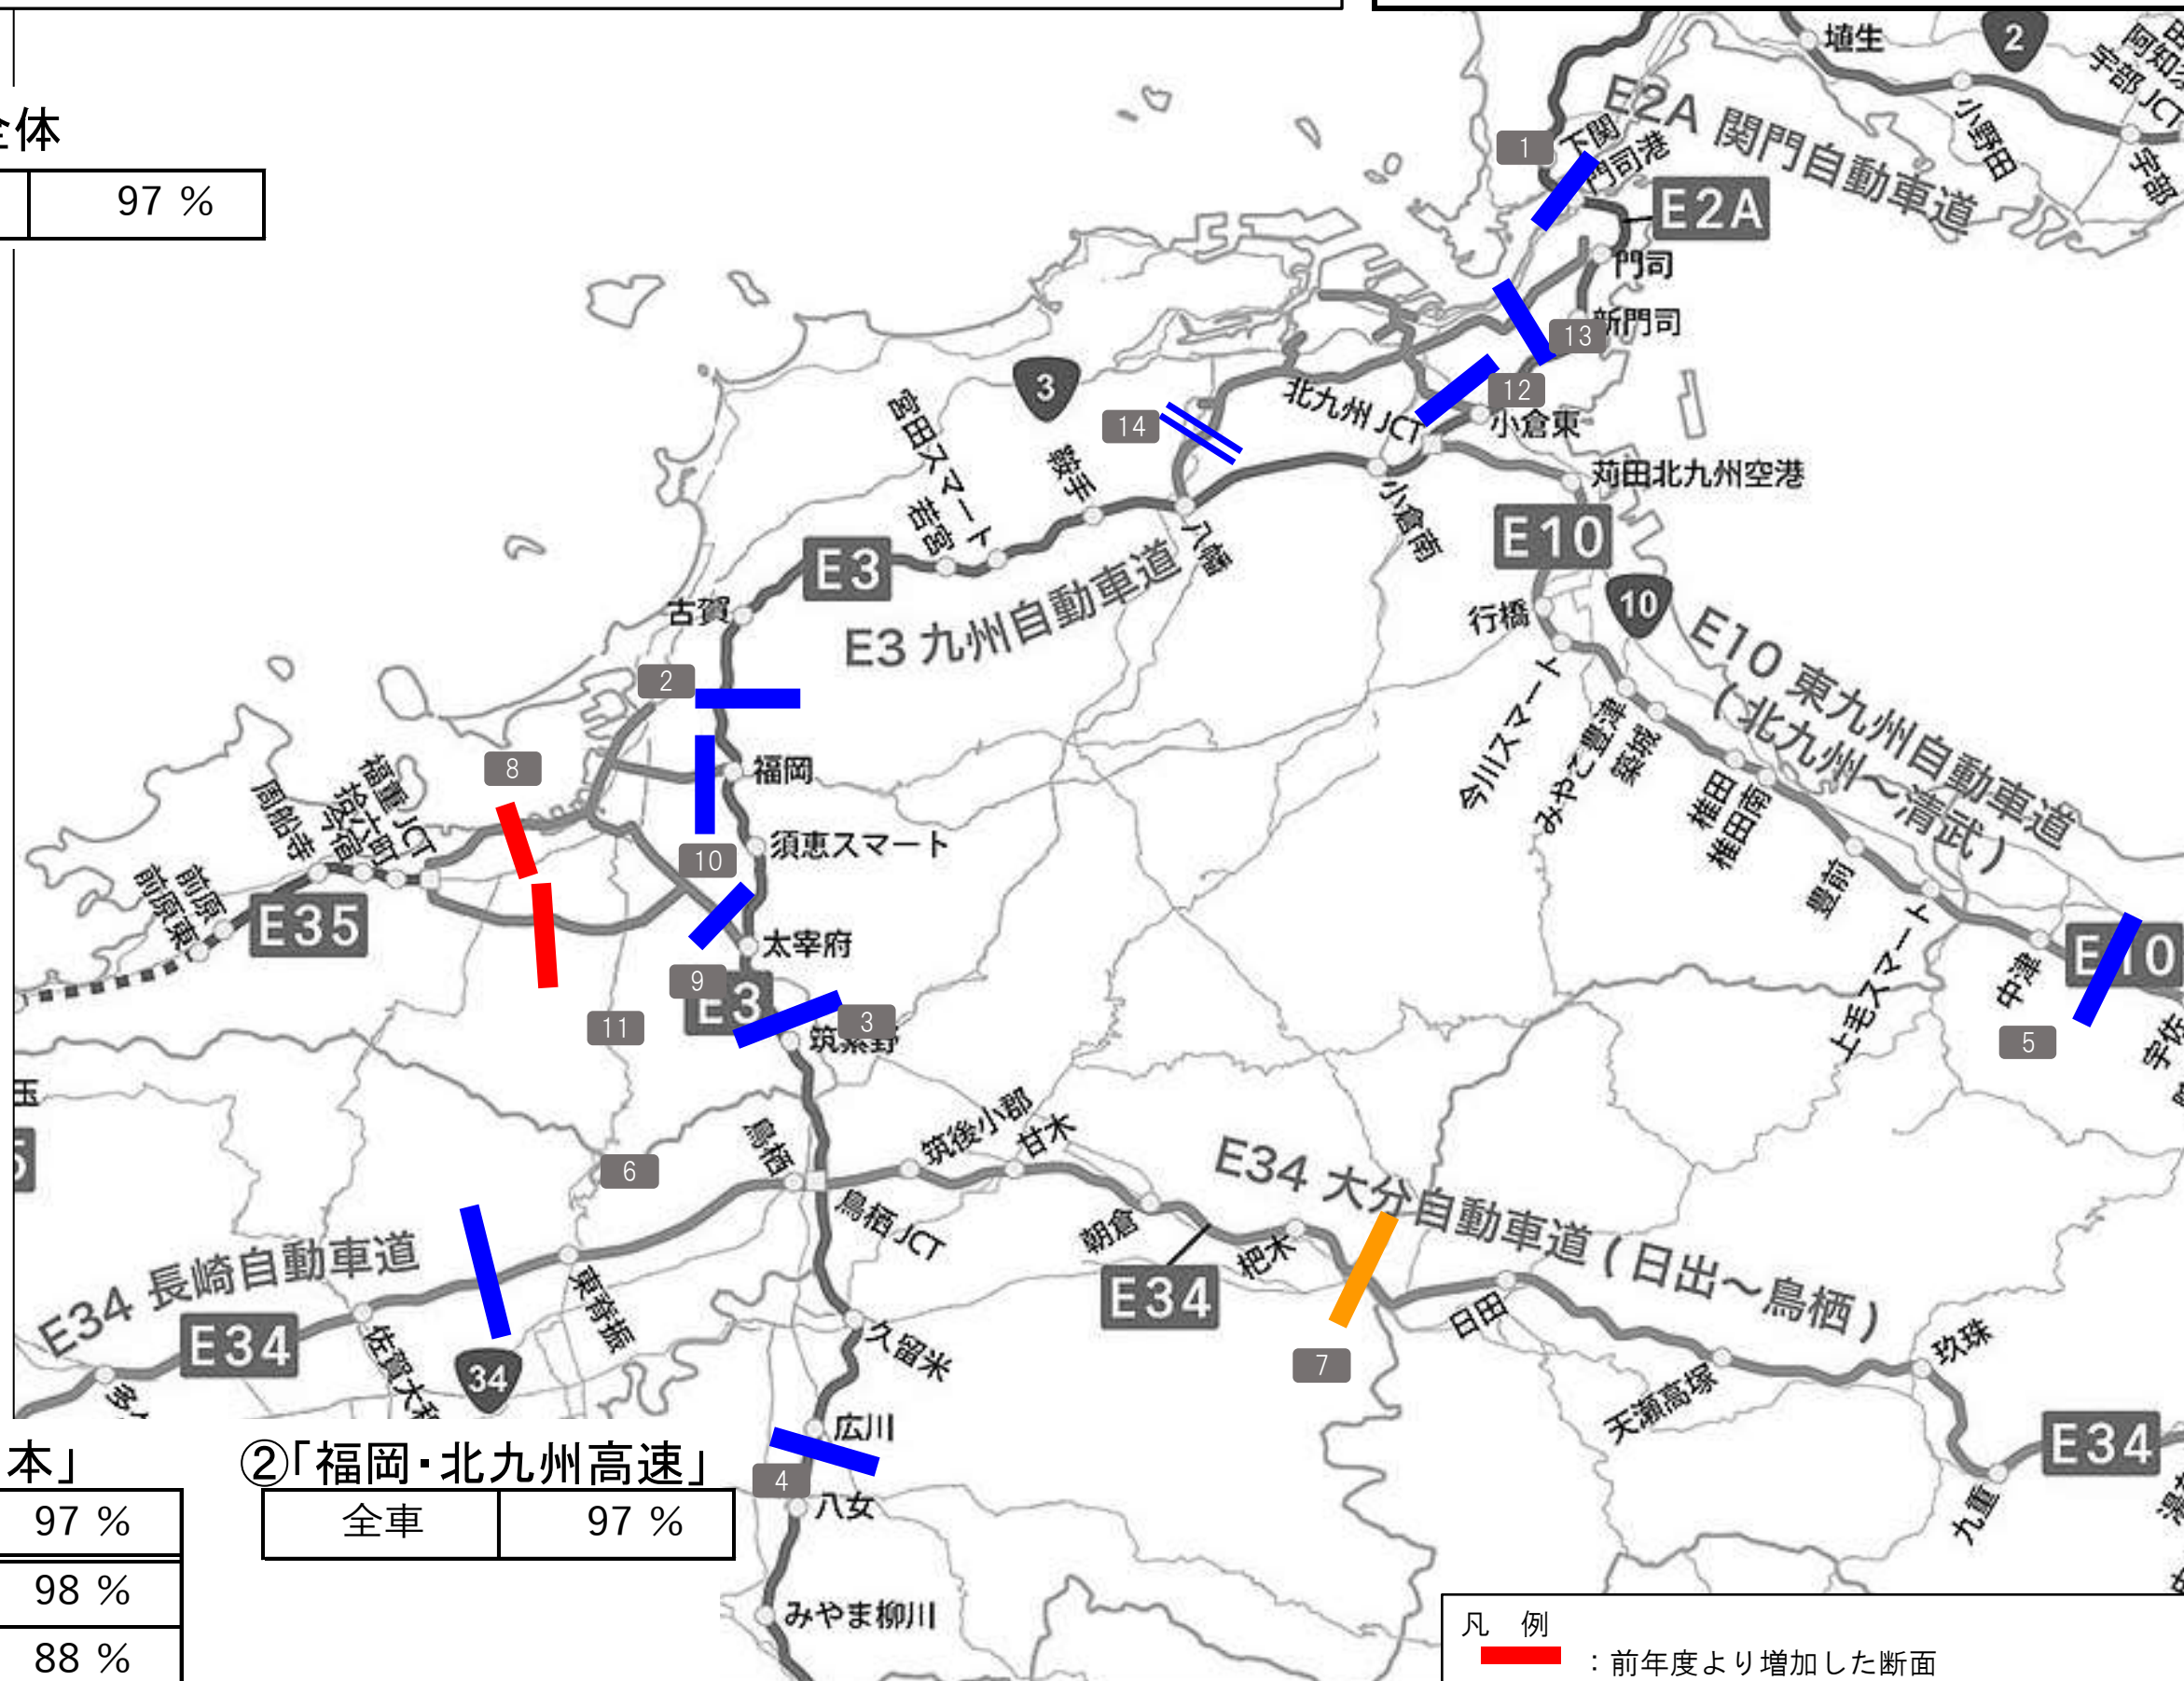 全体
97 %
埴生
2
宇部 JCT
小野田
宇部
E2A 関門自動車道
1
下関
門司港
E2A
門司
新門司
13
12
小倉東
北九州 JCT
3
14
宮田スマート
若宮
鞍手
八幡
小倉南
苅田北九州空港
E10
E3
E3 九州自動車道
古賀
行橋
10
E10 東九州自動車道
(北九州～清武)
今川スマート
みやこ豊津
築城
椎田
椎田南
豊前
上毛スマート
中津
E10
5
宇佐
2
福岡
8
須恵スマート
10
福重 JCT
拾六町
今宿
周船寺
前原
前原東
E35
太宰府
9
E3
3
筑紫野
11
6
鳥栖
鳥栖 JCT
筑後小郡
甘木
朝倉
杷木
E34 大分自動車道 (日出～鳥栖)
E34
7
日田
天瀬高塚
玖珠
九重
E34
E34 長崎自動車道
E34
佐賀大和
東脊振
34
久留米
広川
4
八女
みやま柳川
本」
97 %
98 %
88 %
②「福岡・北九州高速」
全車 97 %
凡 例
：前年度より増加した断面